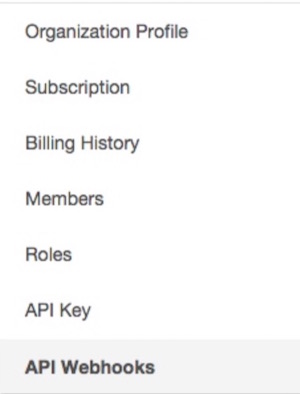 Organization Profile
Subscription
Billing History
Members
Roles
API Key
API Webhooks